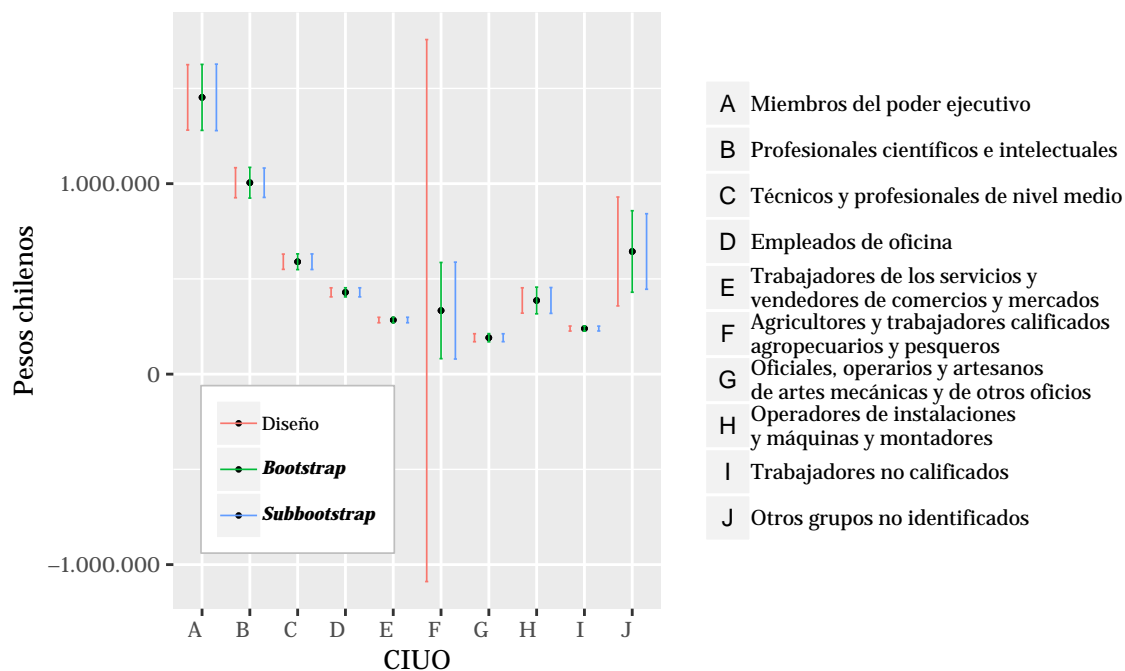 Pesos chilenos
1.000.000
0
−1.000.000
Diseño
Bootstrap
Subbootstrap
A
B
C
D
E
F
G
H
I
J
CIUO
A Miembros del poder ejecutivo
B Profesionales científicos e intelectuales
C Técnicos y profesionales de nivel medio
D Empleados de oficina
E Trabajadores de los servicios y
vendedores de comercios y mercados
F Agricultores y trabajadores calificados
agropecuarios y pesqueros
G Oficiales, operarios y artesanos
de artes mecánicas y de otros oficios
H Operadores de instalaciones
y máquinas y montadores
I Trabajadores no calificados
J Otros grupos no identificados